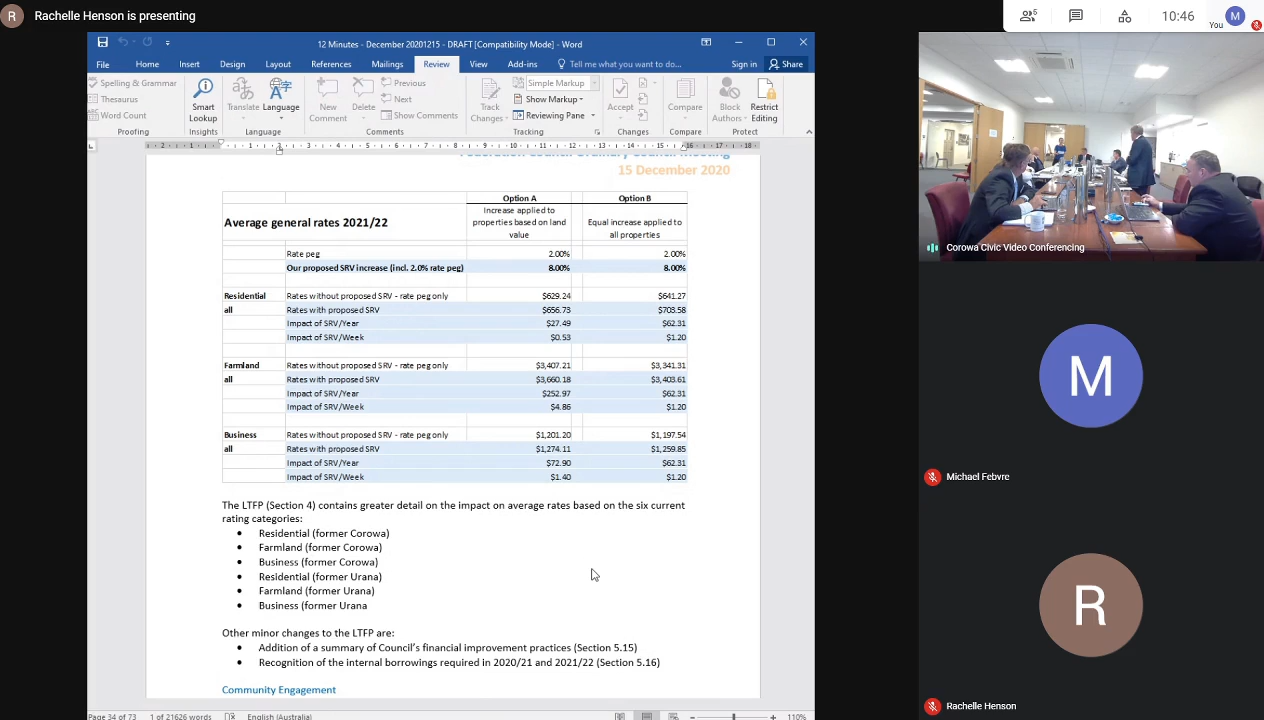 R Rachelle Henson is presenting
6 10:46 You M
12 Minutes - December 20201215 - DRAFT [Compatibility Mode] - Word
File Home Insert Design Layout References Mailings Review View Add-ins Tell me what you want to do... Sign in Share
Spelling & Grammar
Thesaurus
Word Count
Proofing
Smart Lookup
Insights
Translate Language
Language
New Comment
Delete
Previous
Next
Show Comments
Comments
Track Changes
Simple Markup
Show Markup
Reviewing Pane
Tracking
Accept
Changes
Compare
Compare
Block Authors
Restrict Editing
Protect
Federation Council Ordinary Council Meeting
15 December 2020
Option A Option B
Average general rates 2021/22
Increase applied to properties based on land value
Equal increase applied to all properties
Rate peg 2.00% 2.00%
Our proposed SRV increase (incl. 2.0% rate peg) 8.00% 8.00%
Residential Rates without proposed SRV - rate peg only $629.24 $641.27
all Rates with proposed SRV $656.73 $703.58
Impact of SRV/Year $27.49 $62.31
Impact of SRV/Week $0.53 $1.20
Farmland Rates without proposed SRV - rate peg only $3,407.21 $3,341.31
all Rates with proposed SRV $3,660.18 $3,403.61
Impact of SRV/Year $252.97 $62.31
Impact of SRV/Week $4.86 $1.20
Business Rates without proposed SRV - rate peg only $1,201.20 $1,197.54
all Rates with proposed SRV $1,274.11 $1,259.85
Impact of SRV/Year $72.90 $62.31
Impact of SRV/Week $1.40 $1.20
The LTFP (Section 4) contains greater detail on the impact on average rates based on the six current
rating categories:
• Residential (former Corowa)
• Farmland (former Corowa)
• Business (former Corowa)
• Residential (former Urana)
• Farmland (former Urana)
• Business (former Urana
Other minor changes to the LTFP are:
• Addition of a summary of Council's financial improvement practices (Section 5.15)
• Recognition of the internal borrowings required in 2020/21 and 2021/22 (Section 5.16)
Community Engagement
Page 34 of 73 1 of 21626 words English (Australia) 110%
Corowa Civic Video Conferencing
M
Michael Febvre
R
Rachelle Henson